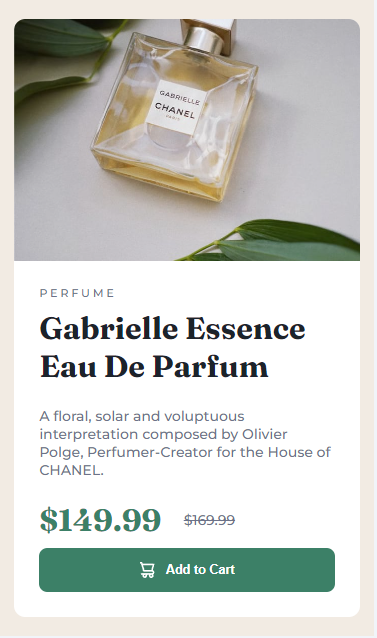 GABRIELLE
CHANEL
PARIS
PERFUME
Gabrielle Essence
Eau De Parfum
A floral, solar and voluptuous
interpretation composed by Olivier
Polge, Perfumer-Creator for the House of
CHANEL.
$149.99 $169.99
Add to Cart